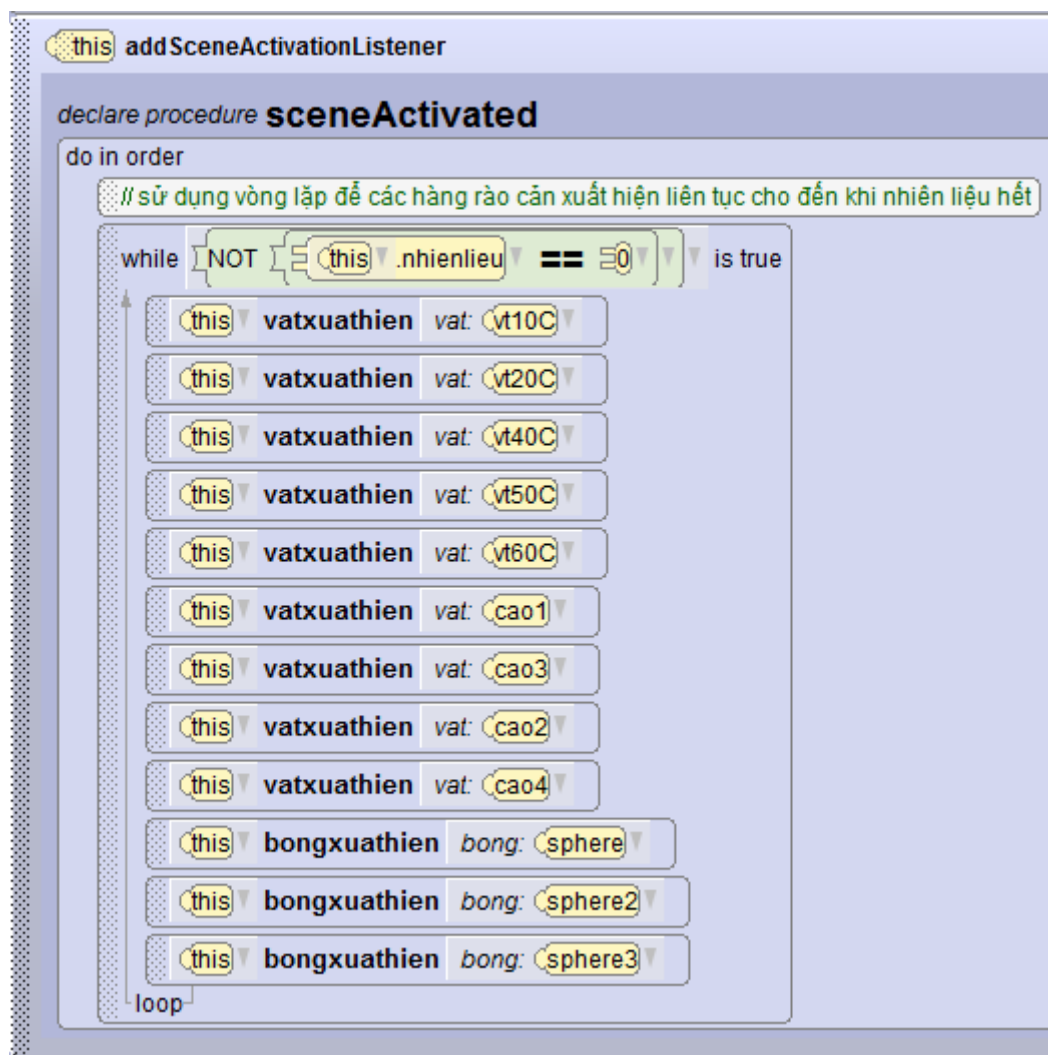 this addSceneActivationListener
declare procedure sceneActivated
do in order
// sử dụng vòng lặp để các hàng rào cản xuất hiện liên tục cho đến khi nhiên liệu hết
while NOT this .nhienlieu == 0 is true
this vatxuathien vat: vt10C
this vatxuathien vat: vt20C
this vatxuathien vat: vt40C
this vatxuathien vat: vt50C
this vatxuathien vat: vt60C
this vatxuathien vat: cao1
this vatxuathien vat: cao3
this vatxuathien vat: cao2
this vatxuathien vat: cao4
this bongxuathien bong: sphere
this bongxuathien bong: sphere2
this bongxuathien bong: sphere3
loop